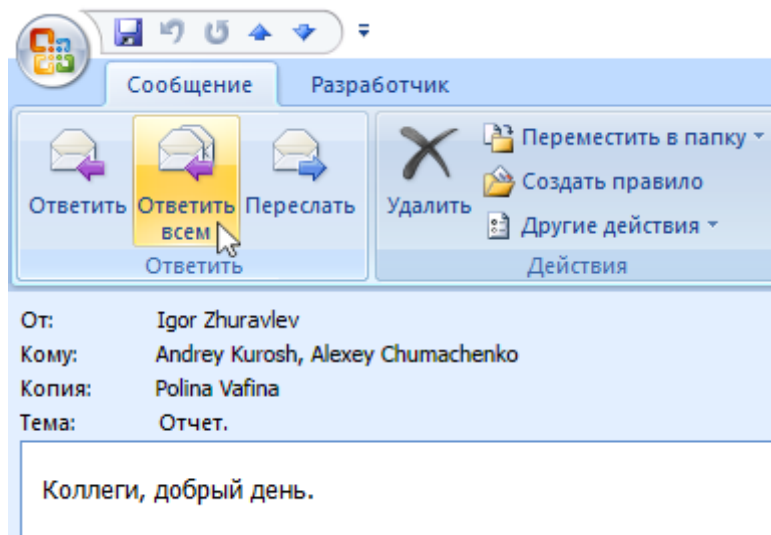 Сообщение Разработчик
Ответить Ответить всем Переслать
Удалить
Переместить в папку
Создать правило
Другие действия
Ответить
Действия
От: Igor Zhuravlev
Кому: Andrey Kurosh, Alexey Chumachenko
Копия: Polina Vafina
Тема: Отчет.
Коллеги, добрый день.